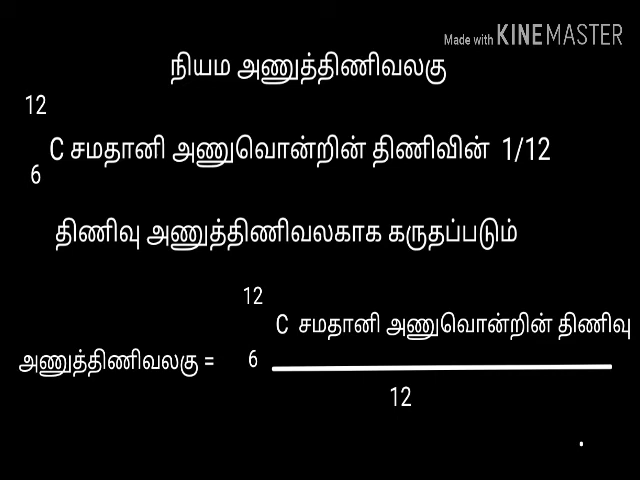 Made with KINEMASTER
நியம அணுத்திணிவலகு
12
C சமதானி அணுவொன்றின் திணிவின் 1/12
6
திணிவு அணுத்திணிவலகாக கருதப்படும்
12
C சமதானி அணுவொன்றின் திணிவு
அணுத்திணிவலகு = 6
12
.